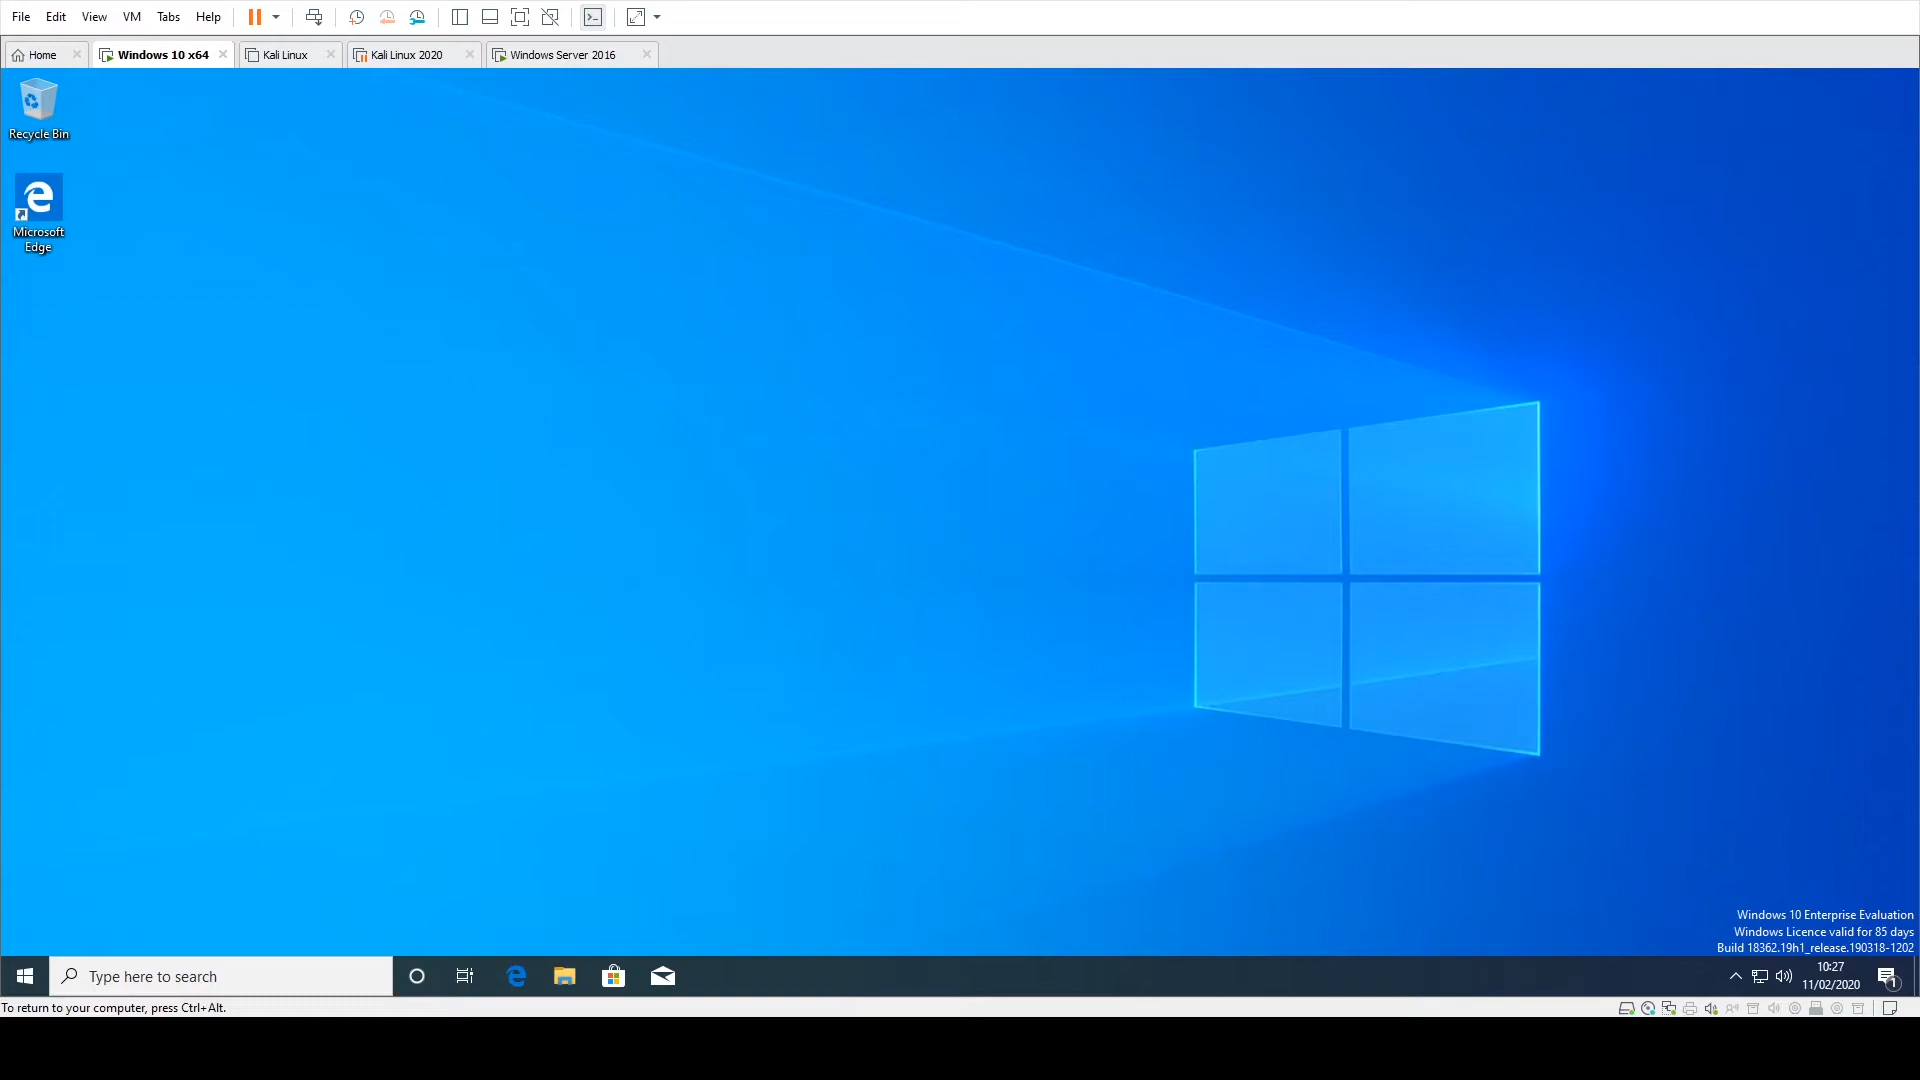 File Edit View VM Tabs Help
Home Windows 10 x64 Kali Linux Kali Linux 2020 Windows Server 2016
Recycle Bin
Microsoft
Edge
Windows 10 Enterprise Evaluation
Windows Licence valid for 85 days
Build 18362.19h1_release.190318-1202
Type here to search
10:27
11/02/2020
1
To return to your computer, press Ctrl+Alt.